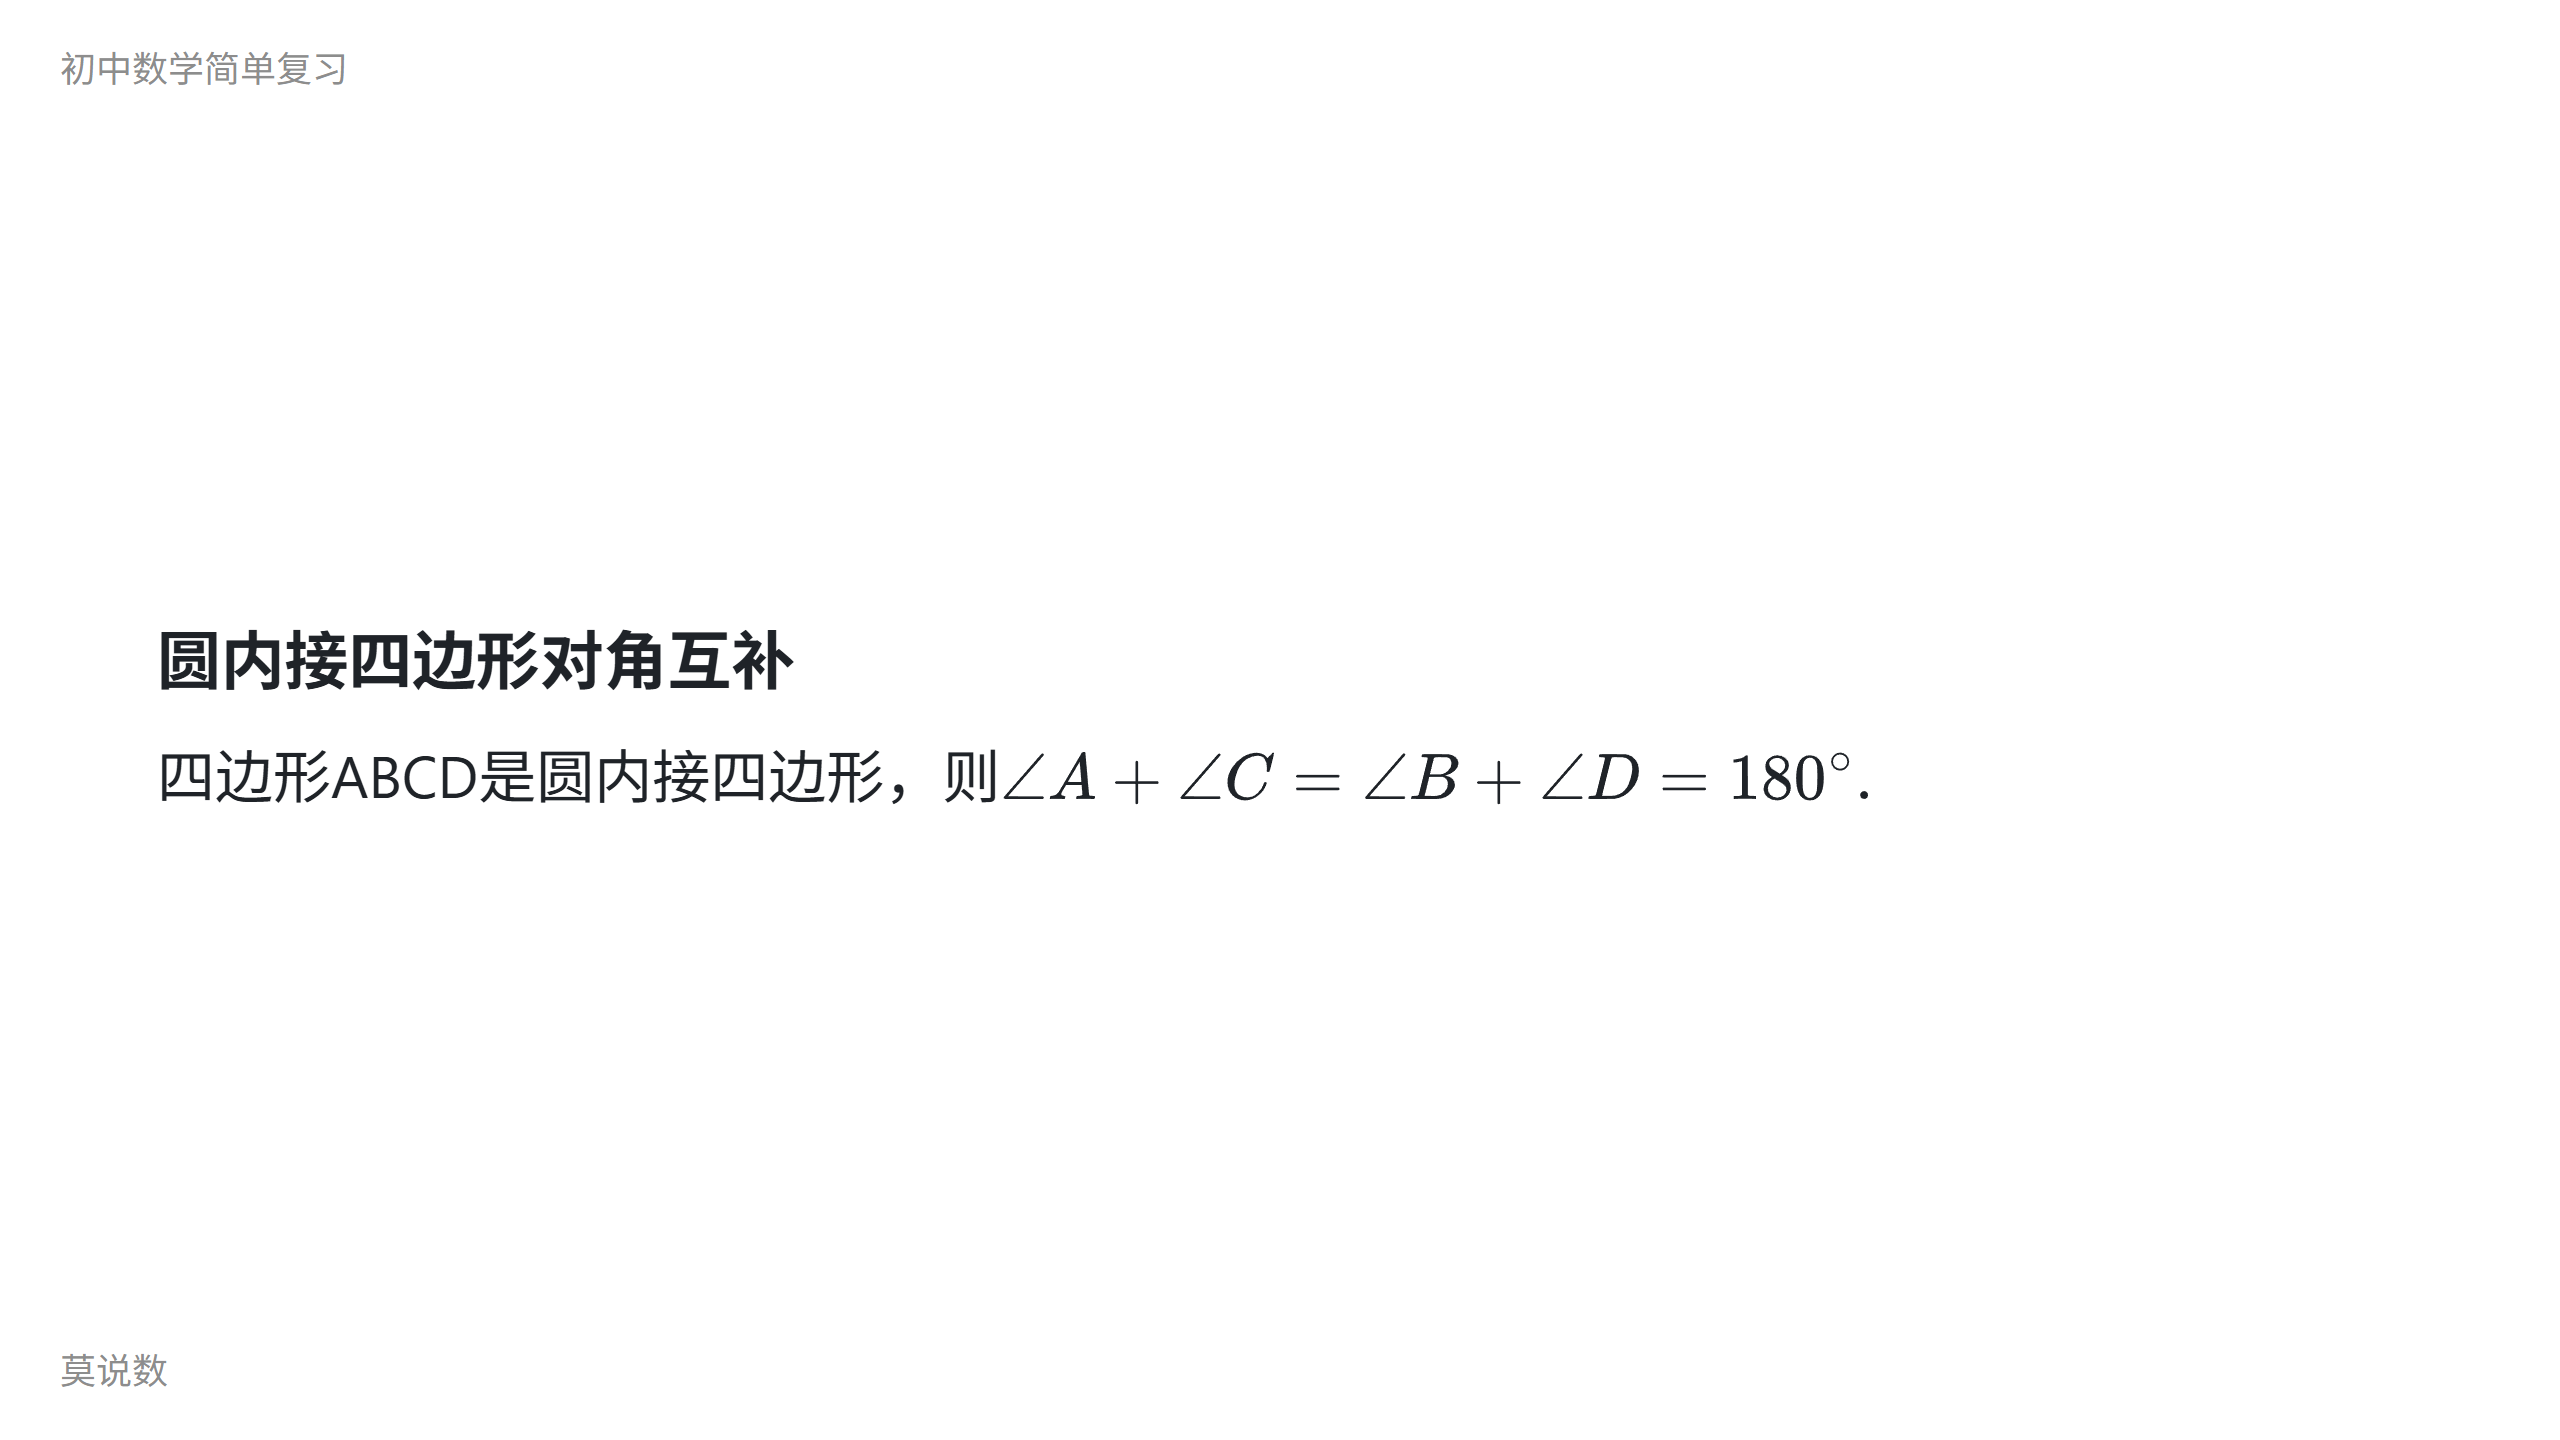 初中数学简单复习
圆内接四边形对角互补
四边形ABCD是圆内接四边形，则∠A + ∠C = ∠B + ∠D = 180°.
莫说数